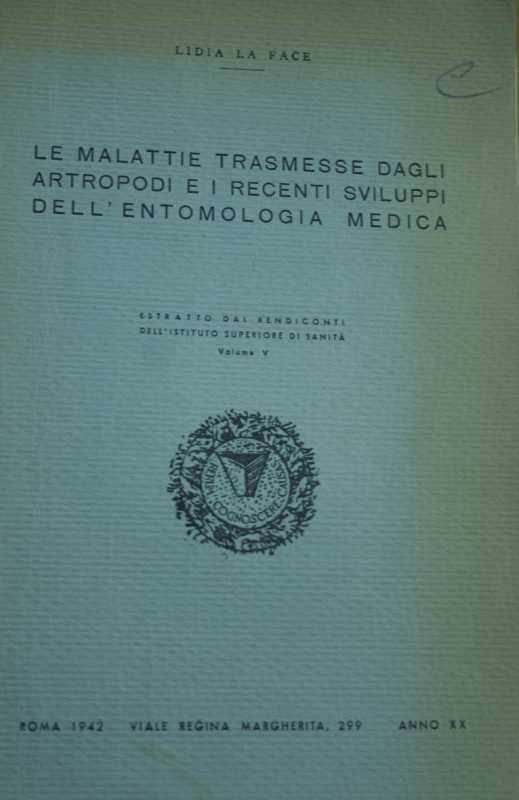 LIDIA LA FACE
LE MALATTIE TRASMESSE DAGLI
ARTROPODI E I RECENTI SVILUPPI
DELL'ENTOMOLOGIA MEDICA
ESTRATTO DAI RENDICONTI
DELL'ISTITUTO SUPERIORE DI SANITÀ
Volume V
COGNOSCERE
ROMA 1942 VIALE REGINA MARGHERITA, 299 ANNO XX